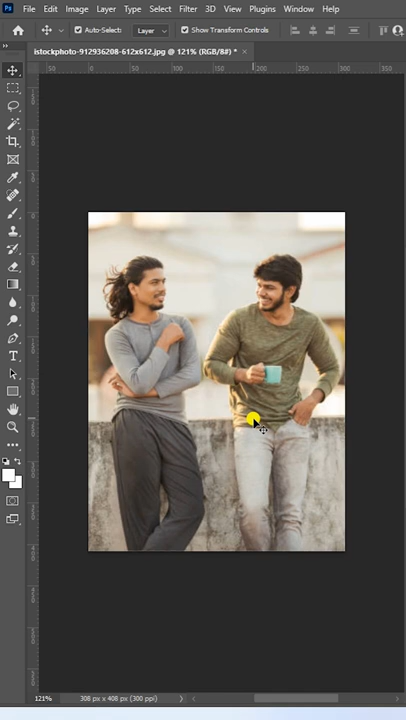 Ps File Edit Image Layer Type Select Filter 3D View Plugins Window Help
Auto-Select: Layer Show Transform Controls
istockphoto-912936208-612x612.jpg @ 121% (RGB/8#) *
50 0 50 100 150 200 250 300 350
121% 308 px x 408 px (300 ppi)